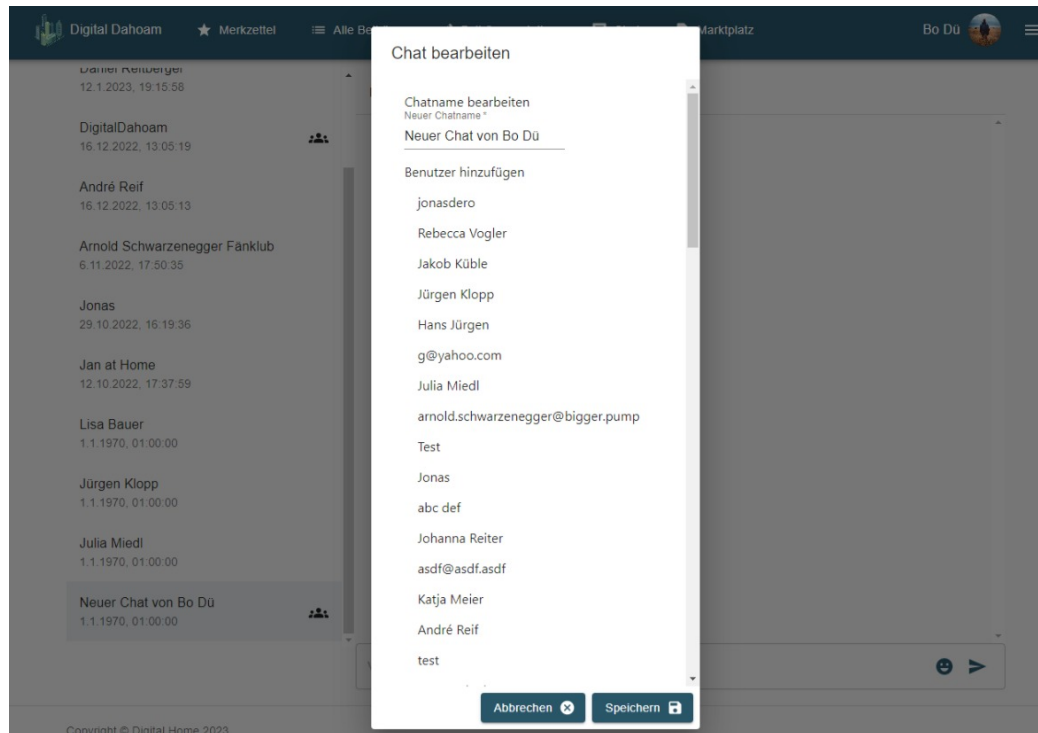 Digital Dahoam
Merkzettel
Alle Be
Marktplatz
Bo Dü
Daniel Reitberger
12.1.2023, 19:15:58
DigitalDahoam
16.12.2022, 13:05:19
André Reif
16.12.2022, 13:05:13
Arnold Schwarzenegger Fanklub
6.11.2022, 17:50:35
Jonas
29.10.2022, 16:19:36
Jan at Home
12.10.2022, 17:37:59
Lisa Bauer
1.1.1970, 01:00:00
Jürgen Klopp
1.1.1970, 01:00:00
Julia Miedl
1.1.1970, 01:00:00
Neuer Chat von Bo Dü
1.1.1970, 01:00:00
Chat bearbeiten
Chatname bearbeiten
Neuer Chatname *
Neuer Chat von Bo Dü
Benutzer hinzufügen
jonasdero
Rebecca Vogler
Jakob Küble
Jürgen Klopp
Hans Jürgen
g@yahoo.com
Julia Miedl
arnold.schwarzenegger@bigger.pump
Test
Jonas
abc def
Johanna Reiter
asdf@asdf.asdf
Katja Meier
André Reif
test
Abbrechen
Speichern
Copyright © Digital Home 2023